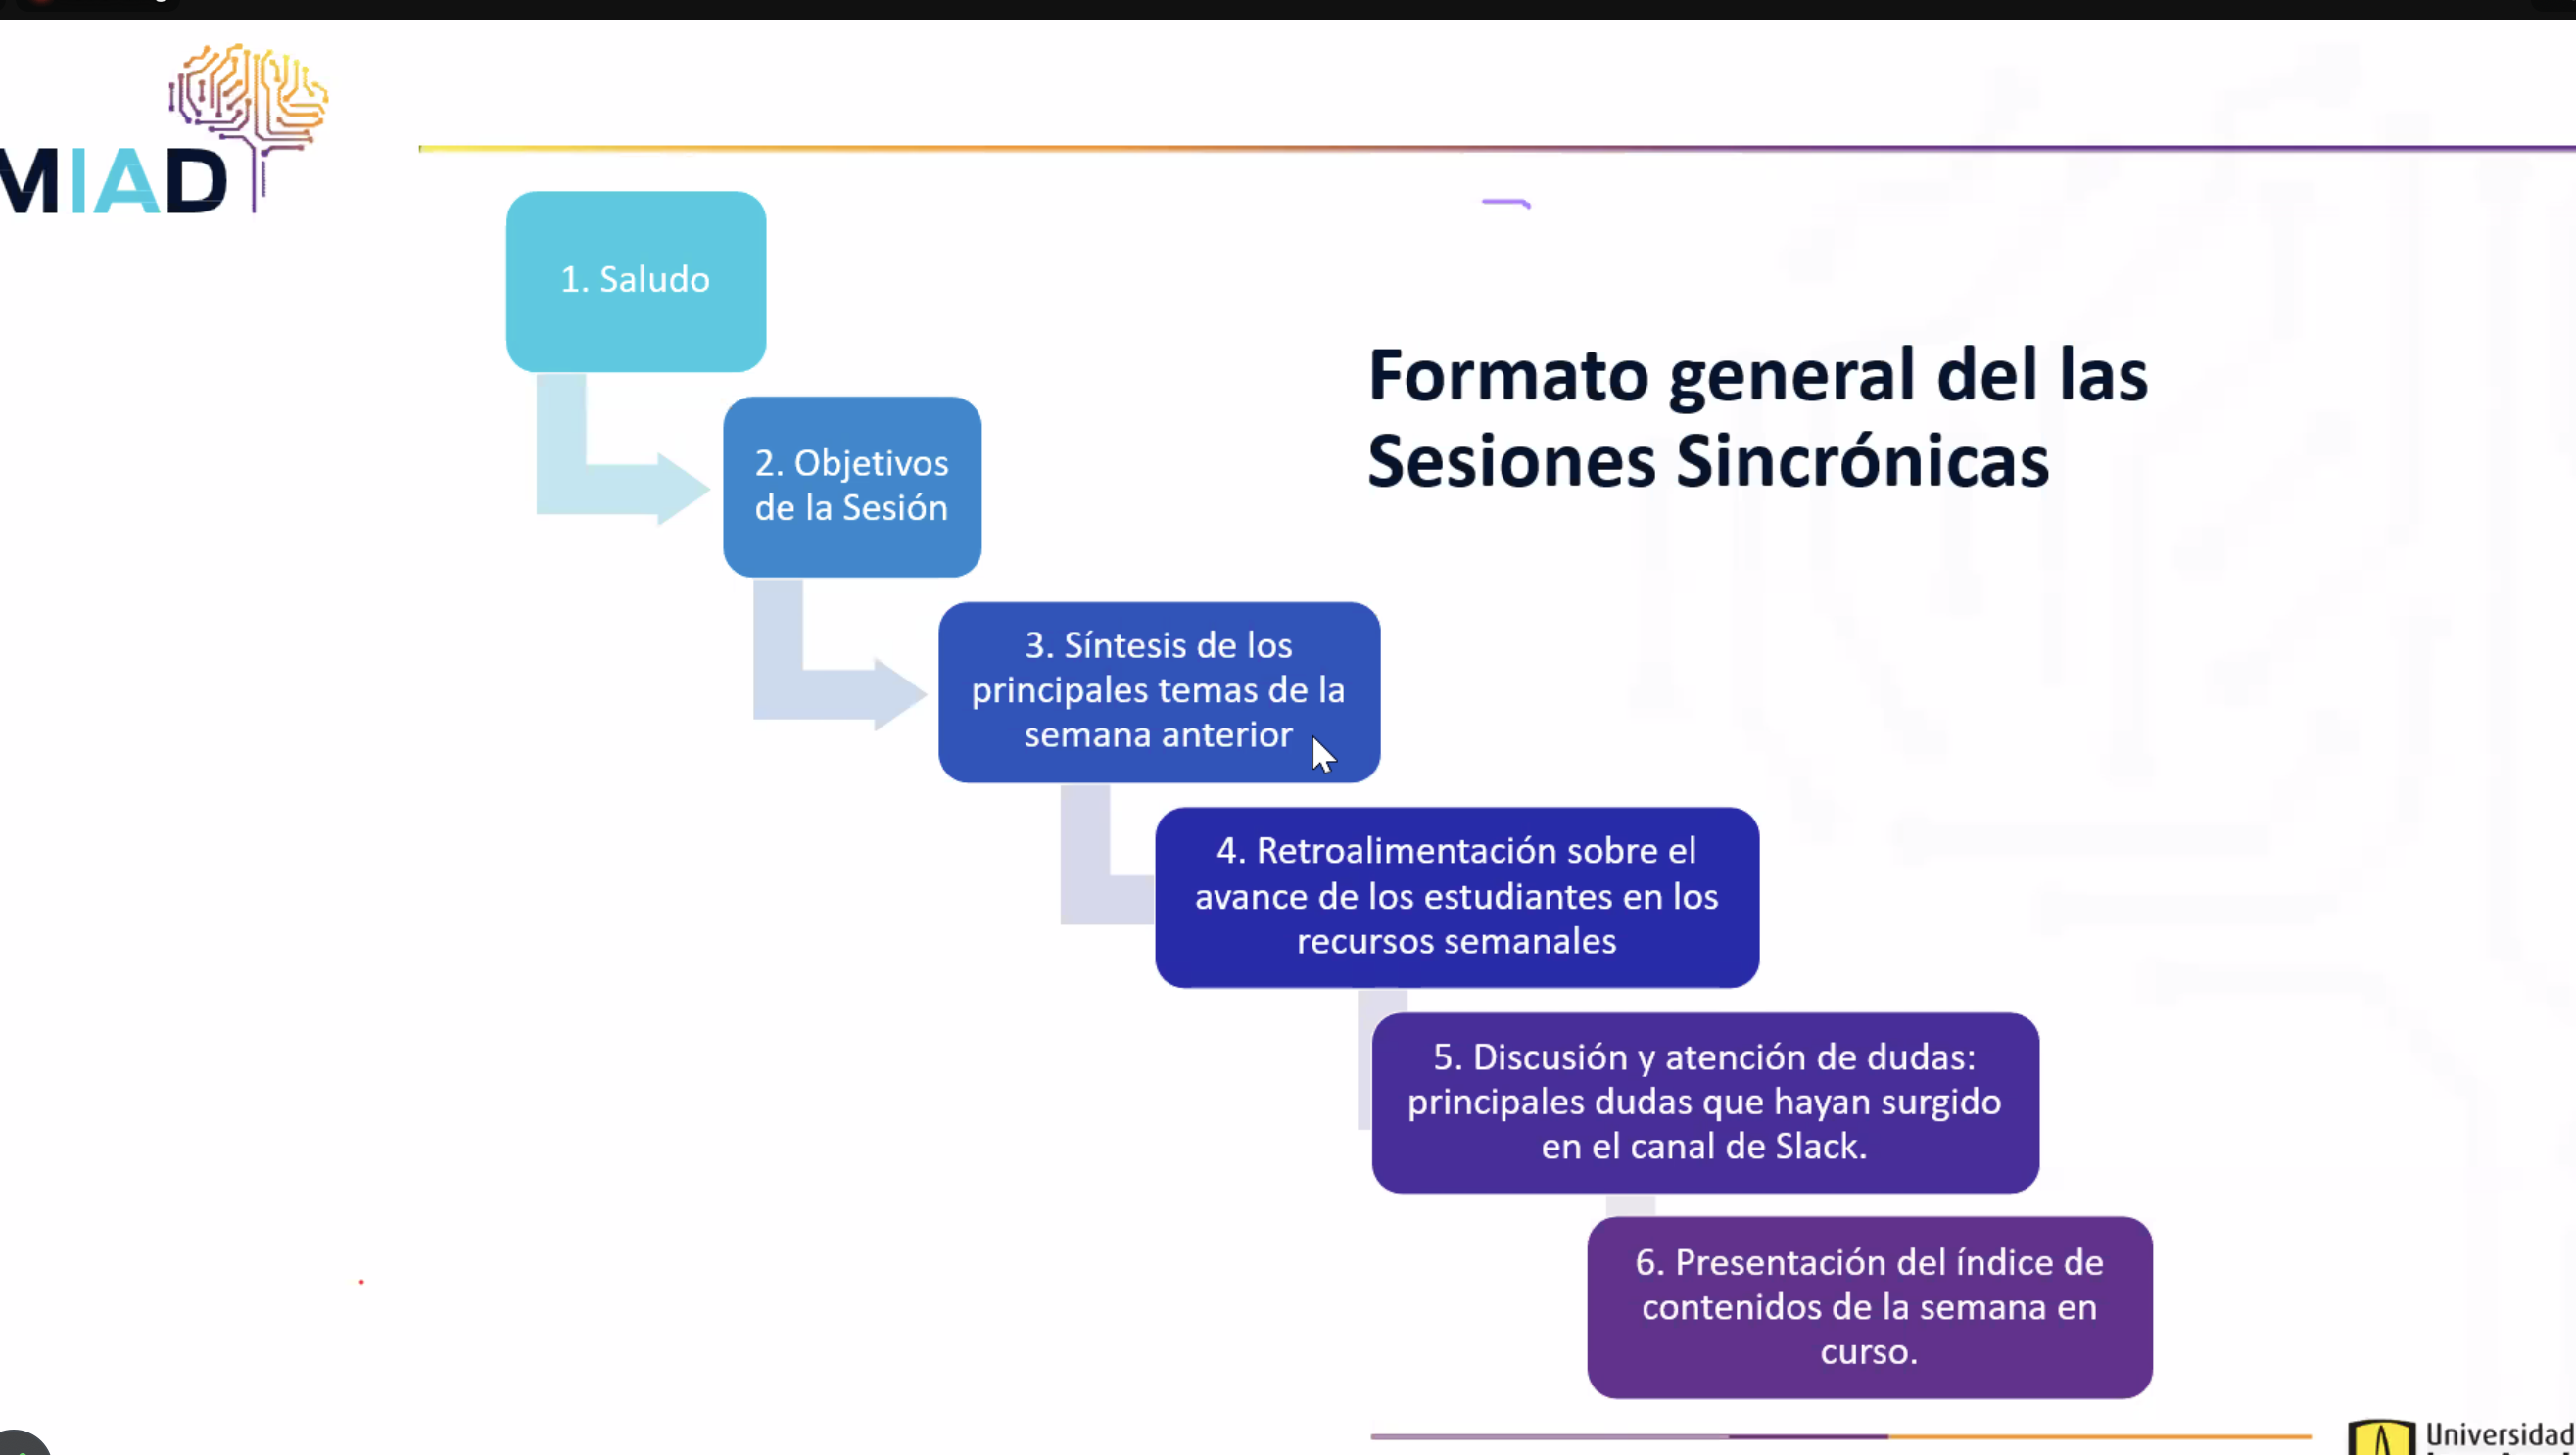 MIAD
1. Saludo
Formato general del las
Sesiones Sincrónicas
2. Objetivos
de la Sesión
3. Síntesis de los
principales temas de la
semana anterior
4. Retroalimentación sobre el
avance de los estudiantes en los
recursos semanales
5. Discusión y atención de dudas:
principales dudas que hayan surgido
en el canal de Slack.
6. Presentación del índice de
contenidos de la semana en
curso.
Universidad